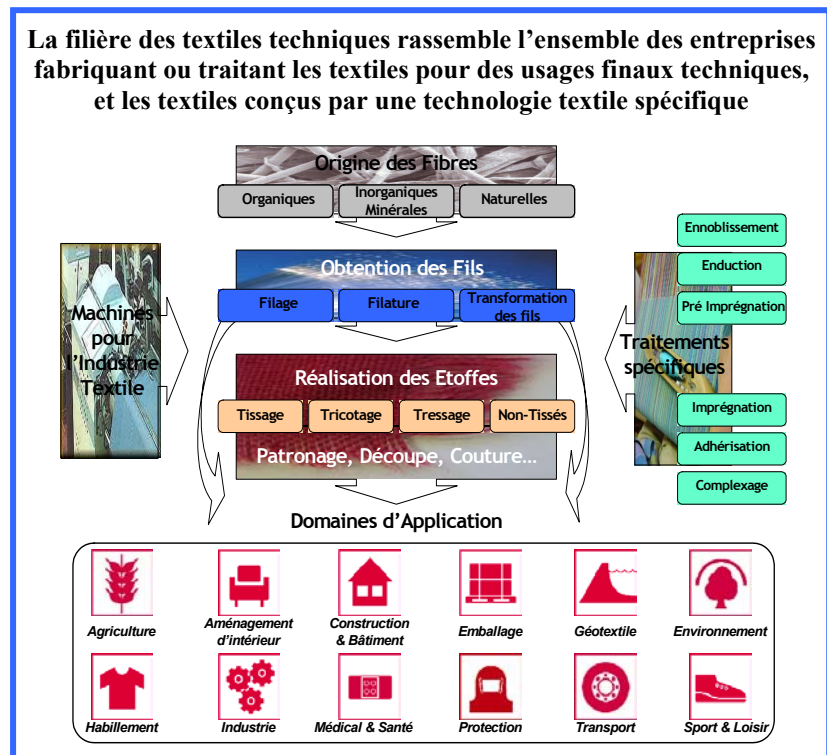 La filière des textiles techniques rassemble l'ensemble des entreprises
fabriquant ou traitant les textiles pour des usages finaux techniques,
et les textiles conçus par une technologie textile spécifique
Origine des Fibres
Organiques
Inorganiques
Minérales
Naturelles
Machines
pour
l'Industrie
Textile
Obtention des Fils
Filage
Filature
Transformation
des fils
Réalisation des Etoffes
Tissage
Tricotage
Tressage
Non-Tissés
Patronage, Découpe, Couture…
Ennoblissement
Enduction
Pré Imprégnation
Traitements
spécifiques
Imprégnation
Adhérisation
Complexage
Domaines d'Application
Agriculture
Aménagement
d'intérieur
Construction
& Bâtiment
Emballage
Géotextile
Environnement
Habillement
Industrie
Médical & Santé
Protection
Transport
Sport & Loisir